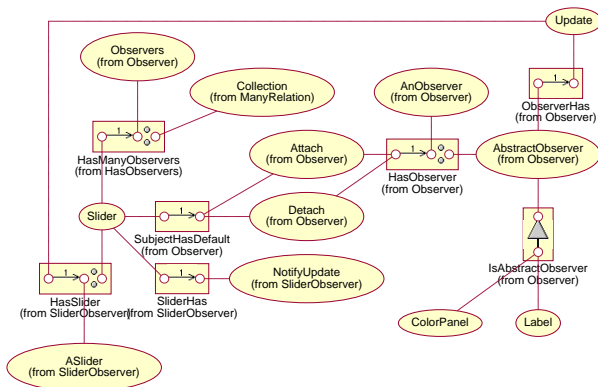 Update
Observers
(from Observer)
Collection
(from ManyRelation)
AnObserver
(from Observer)
1
ObserverHas
(from Observer)
1
HasManyObservers
(from HasObservers)
Attach
(from Observer)
1
HasObserver
(from Observer)
AbstractObserver
(from Observer)
Slider
1
SubjectHasDefault
(from Observer)
Detach
(from Observer)
1
HasSlider
(from SliderObserver)
1
SliderHas
(from SliderObserver)
NotifyUpdate
(from SliderObserver)
IsAbstractObserver
(from Observer)
ColorPanel
Label
ASlider
(from SliderObserver)